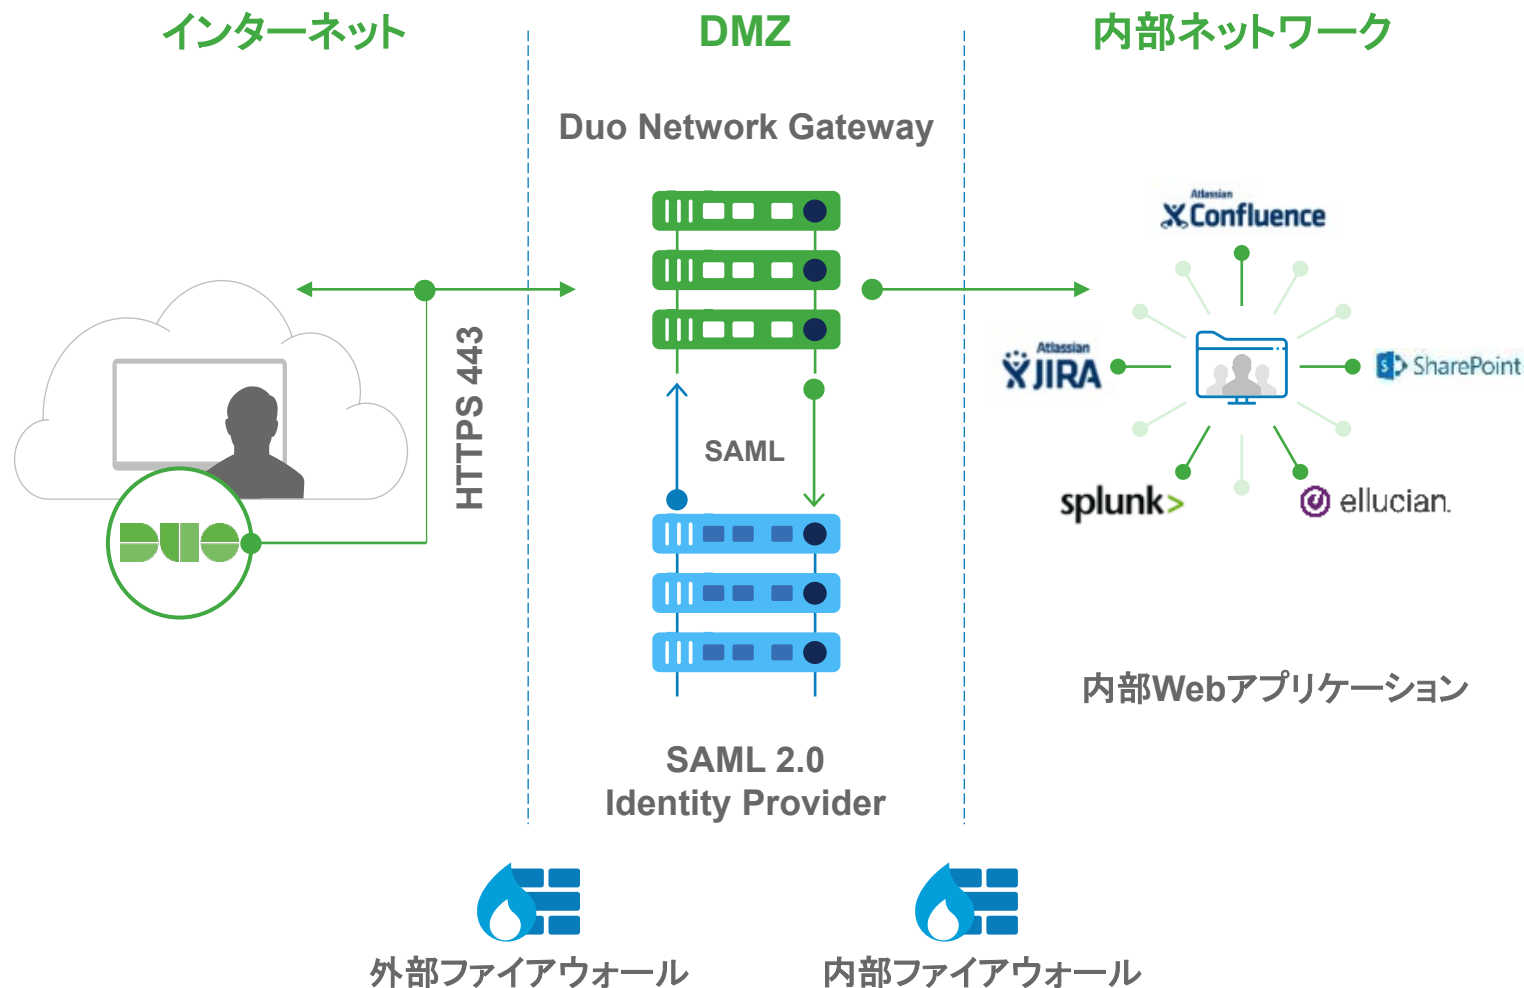 インターネット
DMZ
内部ネットワーク
Duo Network Gateway
HTTPS 443
SAML
DUO
Atlassian
Confluence
Atlassian
JIRA
S
SharePoint
splunk>
ellucian.
内部Webアプリケーション
SAML 2.0
Identity Provider
外部ファイアウォール
内部ファイアウォール